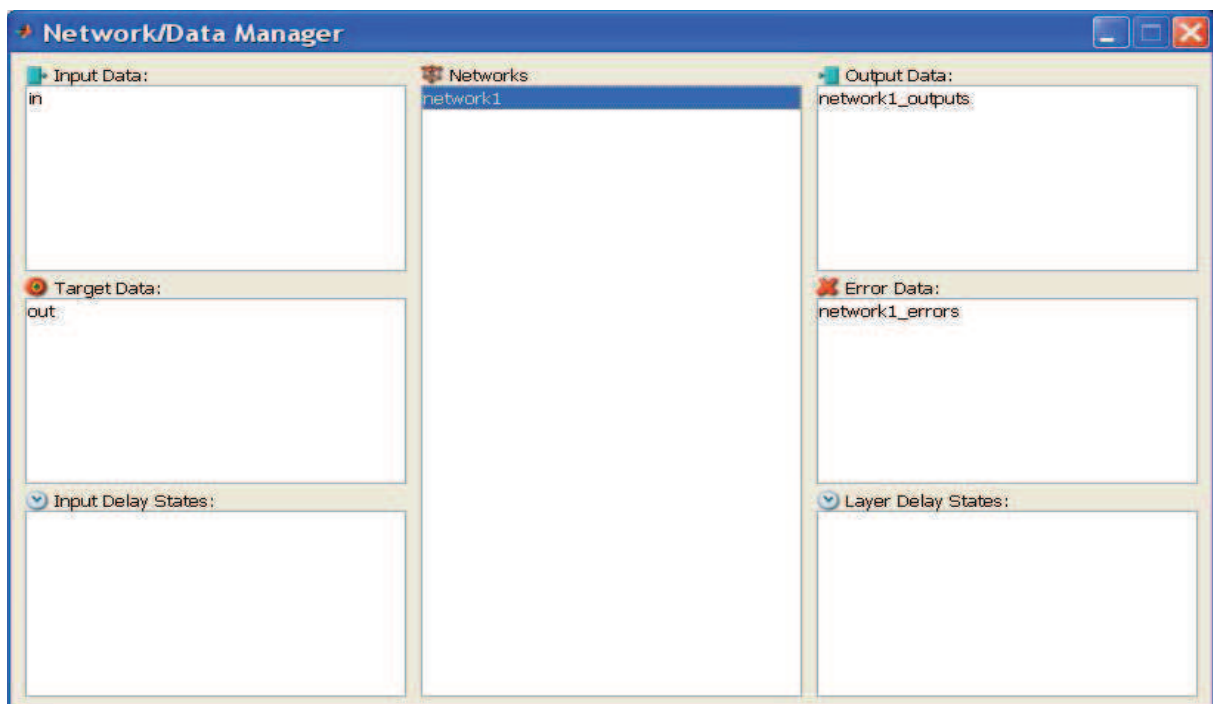 Network/Data Manager
Input Data:
in
Networks
network1
Output Data:
network1_outputs
Target Data:
out
Error Data:
network1_errors
Input Delay States:
Layer Delay States: